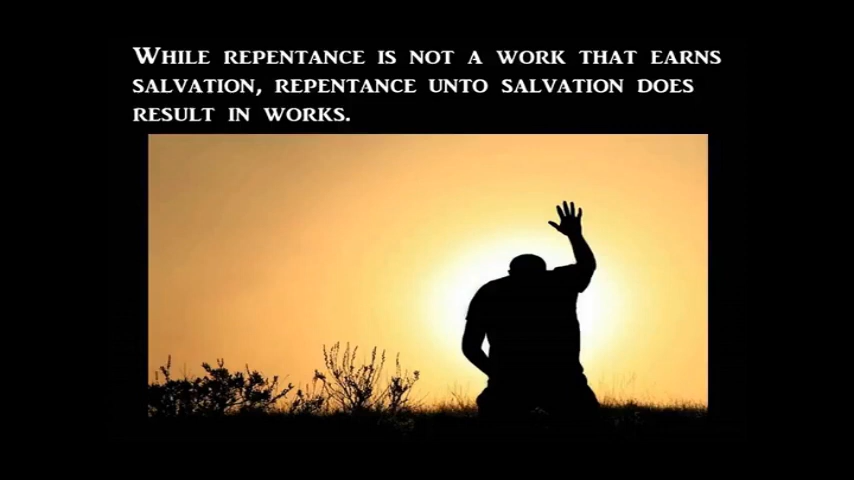 While repentance is not a work that earns
salvation, repentance unto salvation does
result in works.